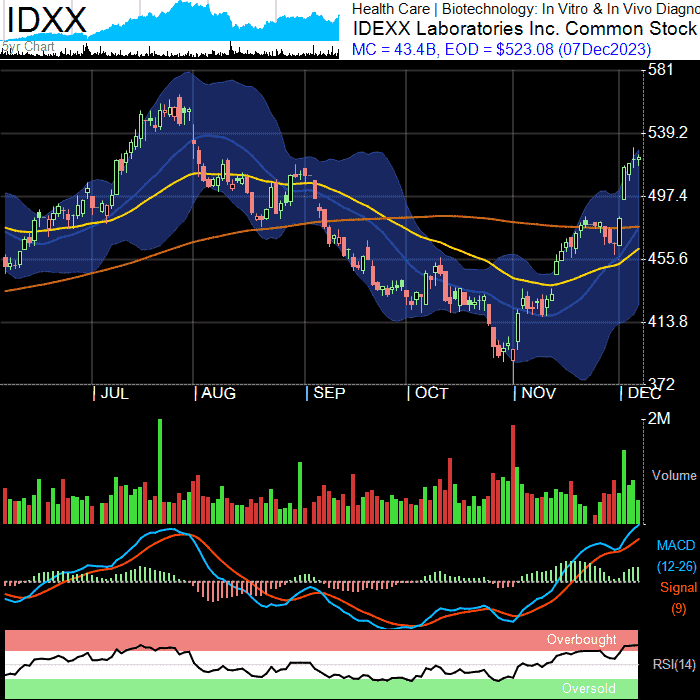 IDXX
5yr Chart
Health Care | Biotechnology: In Vitro & In Vivo Diagno
IDEXX Laboratories Inc. Common Stock
MC = 43.4B, EOD = $523.08 (07Dec2023)
581
539.2
497.4
455.6
413.8
372
| JUL
| AUG
| SEP
| OCT
| NOV
| DEC
2M
Volume
MACD
(12-26)
Signal
(9)
Overbought
RSI(14)
Oversold